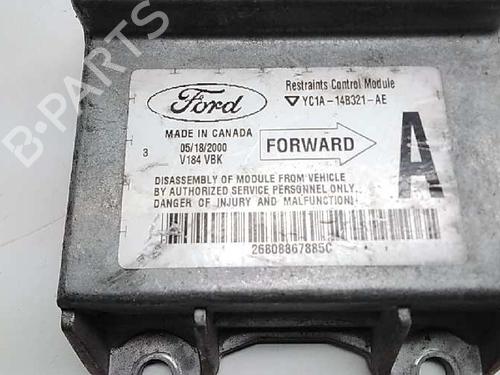 B-PARTS
Ford
Restraints Control Module
YC1A-14B321-AE
MADE IN CANADA
05/18/2000
3
V184 VBK
FORWARD
A
DISASSEMBLY OF MODULE FROM VEHICLE
BY AUTHORIZED SERVICE PERSONNEL ONLY.
DANGER OF (INJURY AND MALFUNCTION)
26808867885C